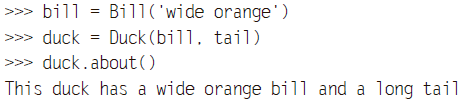 >>> bill = Bill('wide orange')
>>> duck = Duck(bill, tail)
>>> duck.about()
This duck has a wide orange bill and a long tail